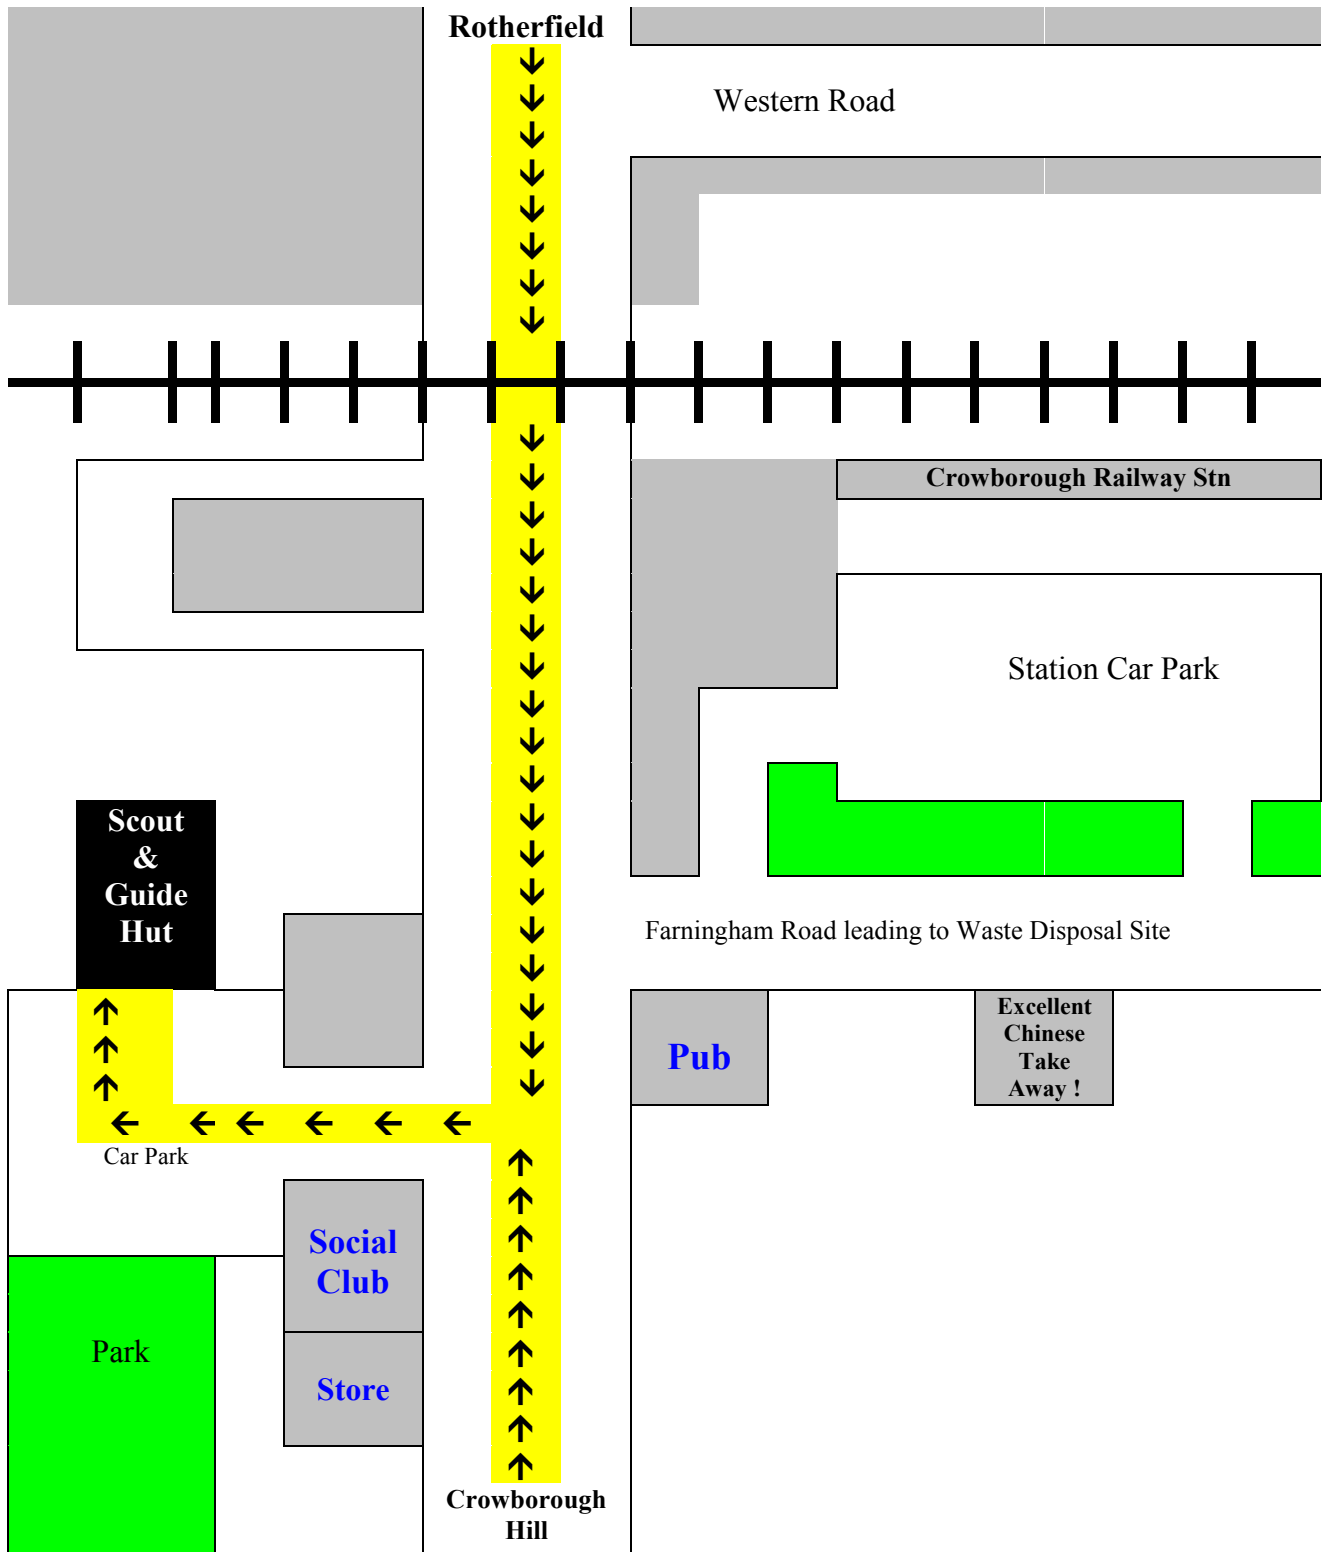 Rotherfield
Western Road
Crowborough Railway Stn
Station Car Park
Scout
&
Guide
Hut
Farningham Road leading to Waste Disposal Site
Pub
Excellent
Chinese
Take
Away !
Car Park
Social
Club
Park
Store
Crowborough
Hill